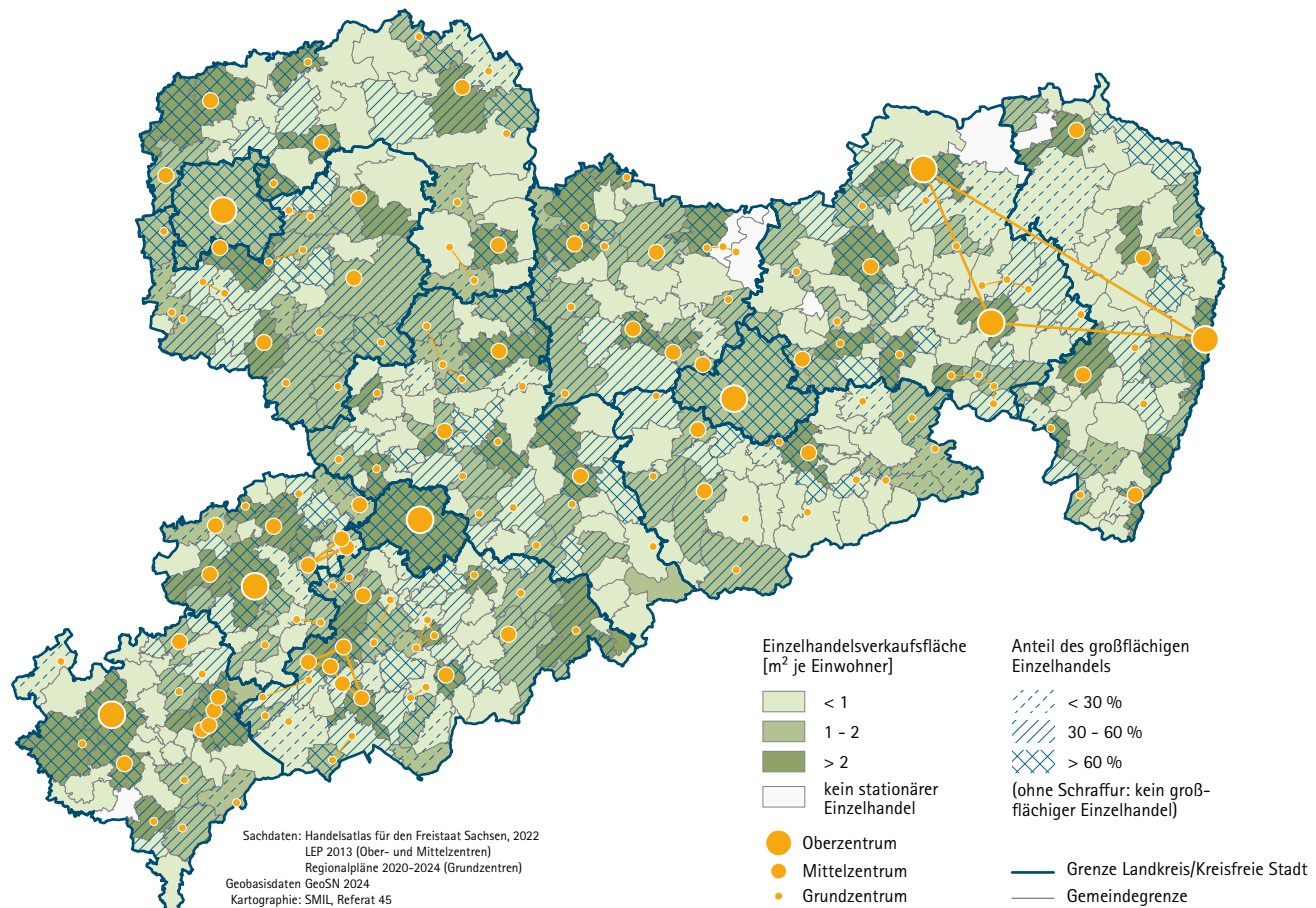 Einzelhandelsverkaufsfläche
[m² je Einwohner]
< 1
1 - 2
> 2
kein stationärer
Einzelhandel
Oberzentrum
Mittelzentrum
Grundzentrum
Anteil des großflächigen
Einzelhandels
< 30 %
30 - 60 %
> 60 %
(ohne Schraffur: kein groß-
flächiger Einzelhandel)
Grenze Landkreis/Kreisfreie Stadt
Gemeindegrenze
Sachdaten: Handelsatlas für den Freistaat Sachsen, 2022
LEP 2013 (Ober- und Mittelzentren)
Regionalpläne 2020-2024 (Grundzentren)
Geobasisdaten GeoSN 2024
Kartographie: SMIL, Referat 45